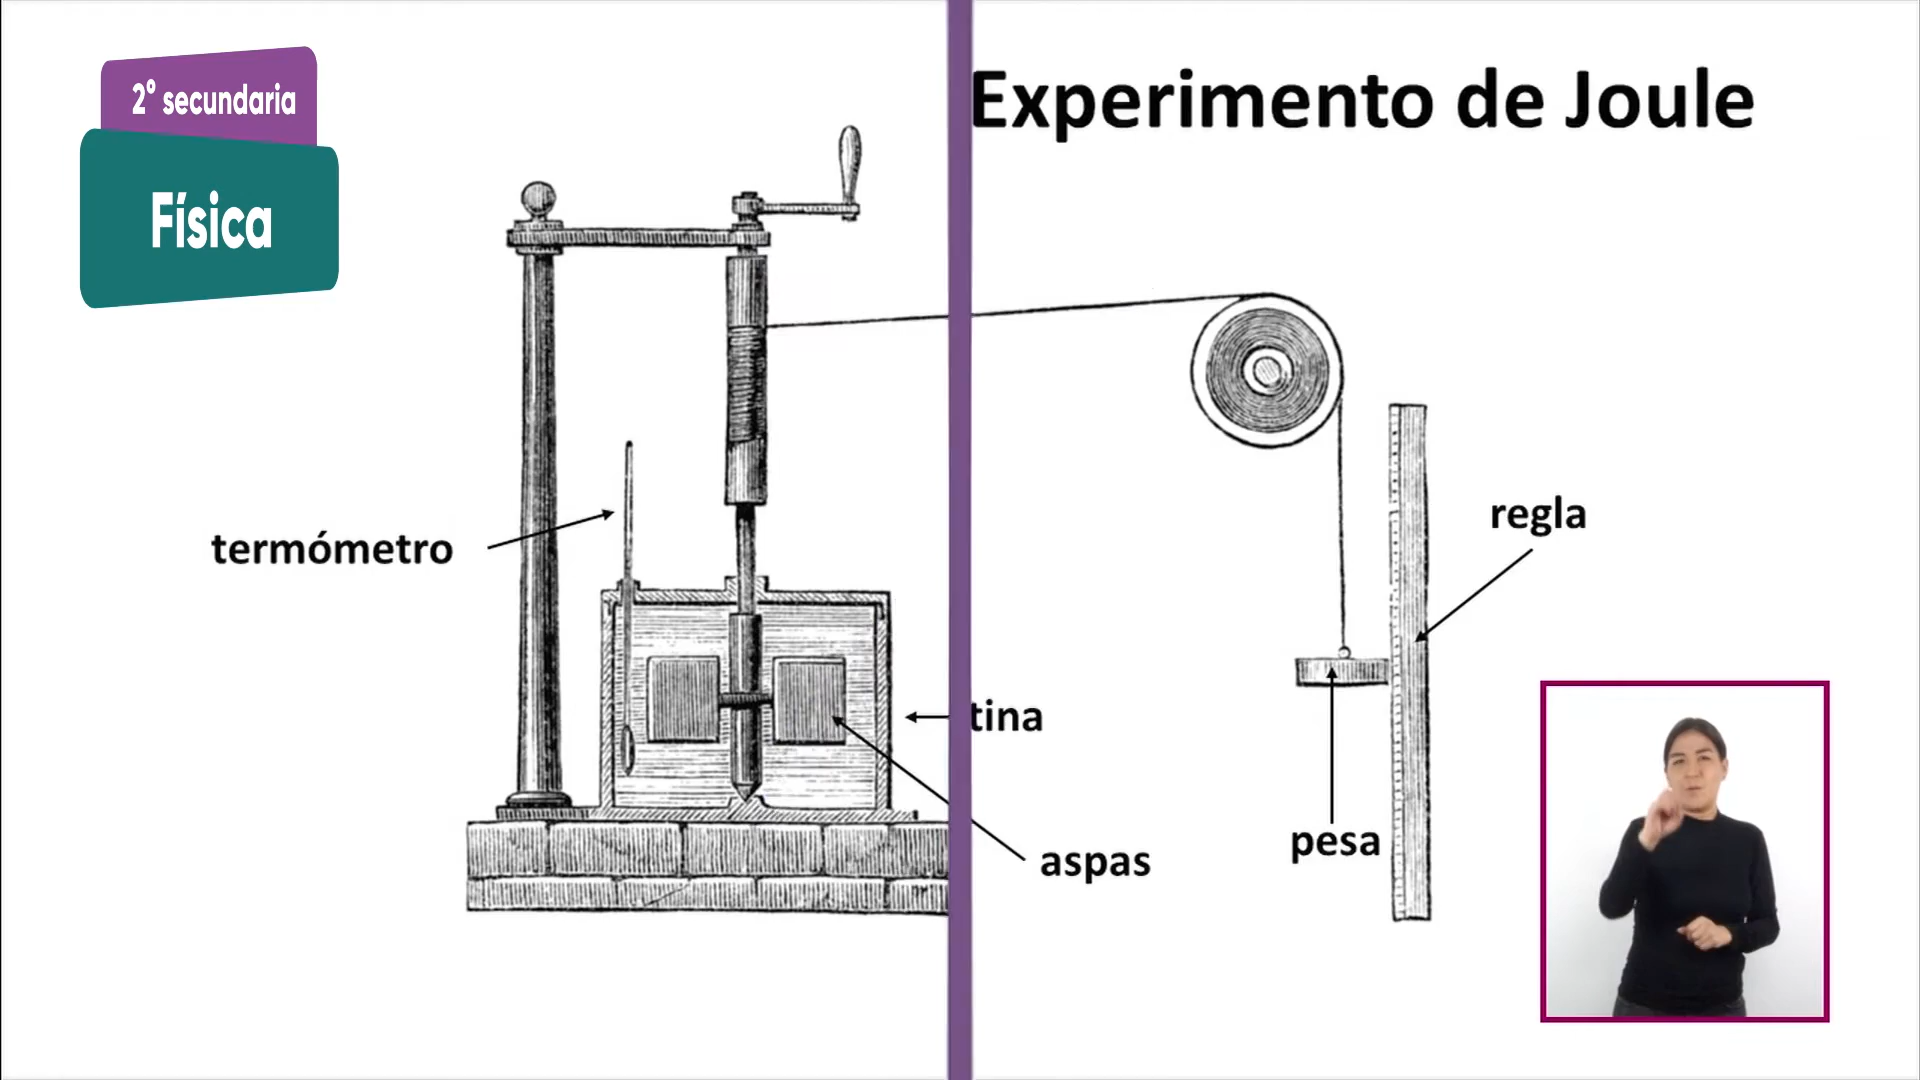 2° secundaria
Física
Experimento de Joule
termómetro
regla
tina
pesa
aspas